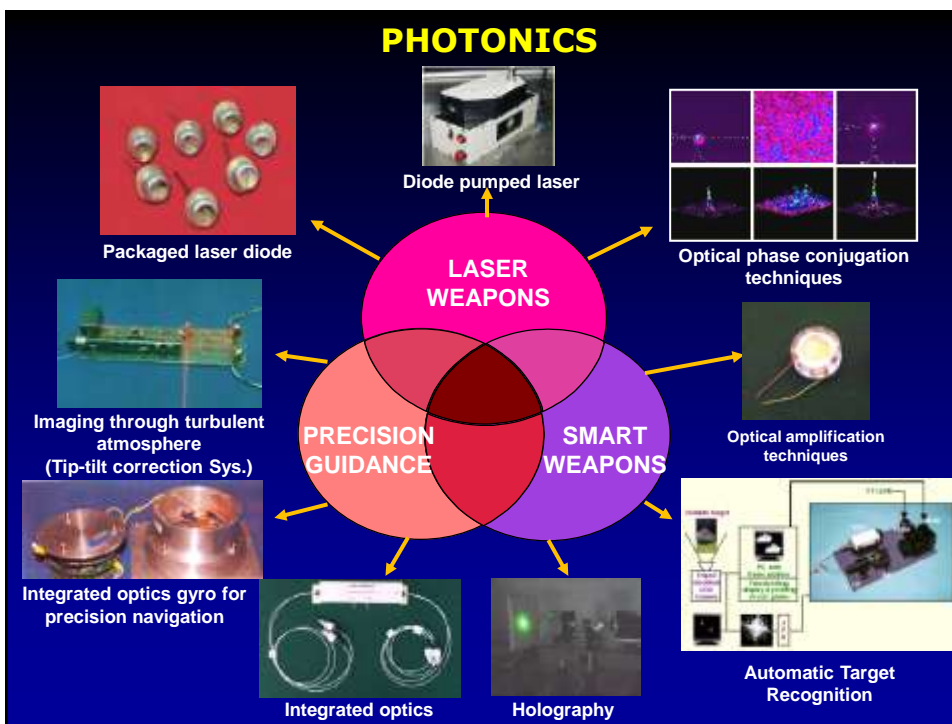 PHOTONICS
Diode pumped laser
Packaged laser diode
Optical phase conjugation
techniques
LASER
WEAPONS
Imaging through turbulent
atmosphere
(Tip-tilt correction Sys.)
PRECISION
GUIDANCE
SMART
WEAPONS
Optical amplification
techniques
Integrated optics gyro for
precision navigation
Integrated optics
Holography
Automatic Target
Recognition